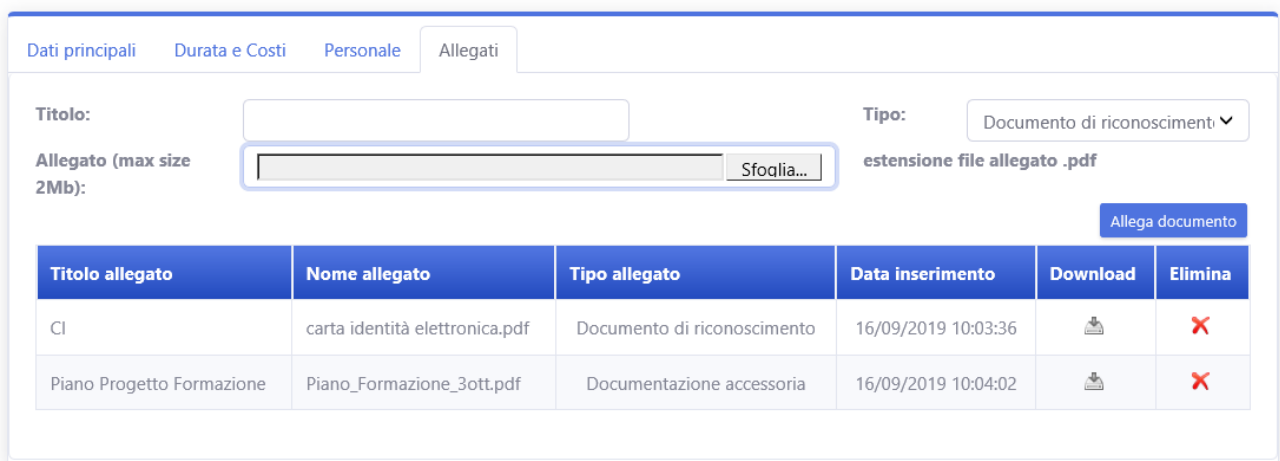 Dati principali Durata e Costi Personale Allegati
Titolo: Tipo: Documento di riconoscimento
Allegato (max size
2Mb): Sfoglia... estensione file allegato .pdf
Allega documento
Titolo allegato Nome allegato Tipo allegato Data inserimento Download Elimina
CI carta identità elettronica.pdf Documento di riconoscimento 16/09/2019 10:03:36
Piano Progetto Formazione Piano_Formazione_3ott.pdf Documentazione accessoria 16/09/2019 10:04:02